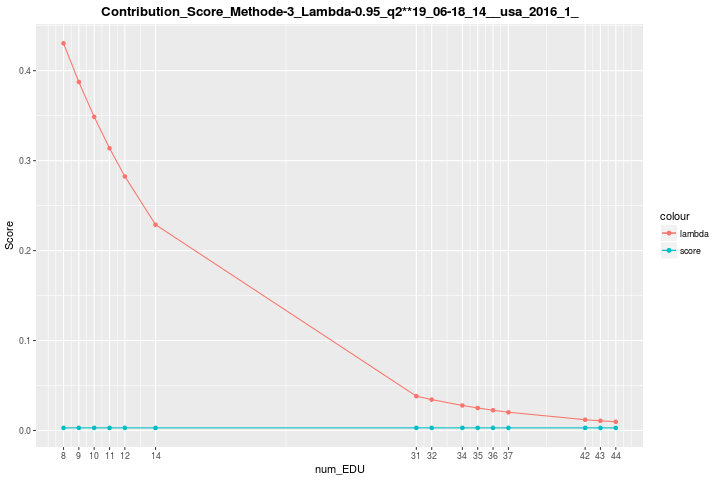 Contribution_Score_Methode-3_Lambda-0.95_q2**19_06-18_14__usa_2016_1_
Score
0.4
0.3
0.2
0.1
0.0
8 9 10 11 12 14 31 32 34 35 36 37 42 43 44
num_EDU
colour
lambda
score